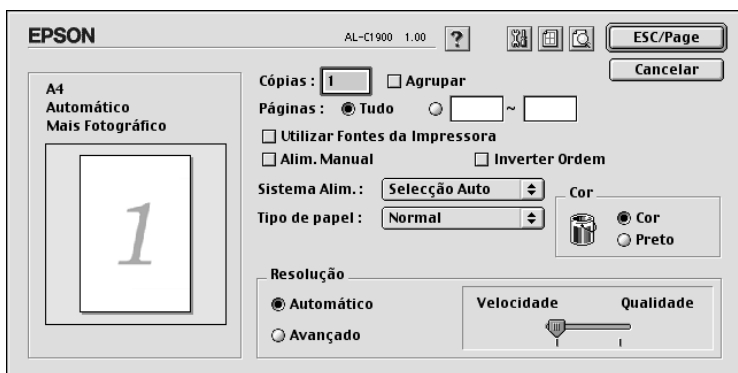 EPSON
AL-C1900 1.00
?
ESC/Page
Cancelar
A4
Automático
Mais Fotográfico
1
Cópias : 1
Agrupar
Páginas : Tudo ~
Utilizar Fontes da Impressora
Alim. Manual
Inverter Ordem
Sistema Alim. : Selecção Auto
Tipo de papel : Normal
Cor
Cor
Preto
Resolução
Automático
Avançado
Velocidade Qualidade